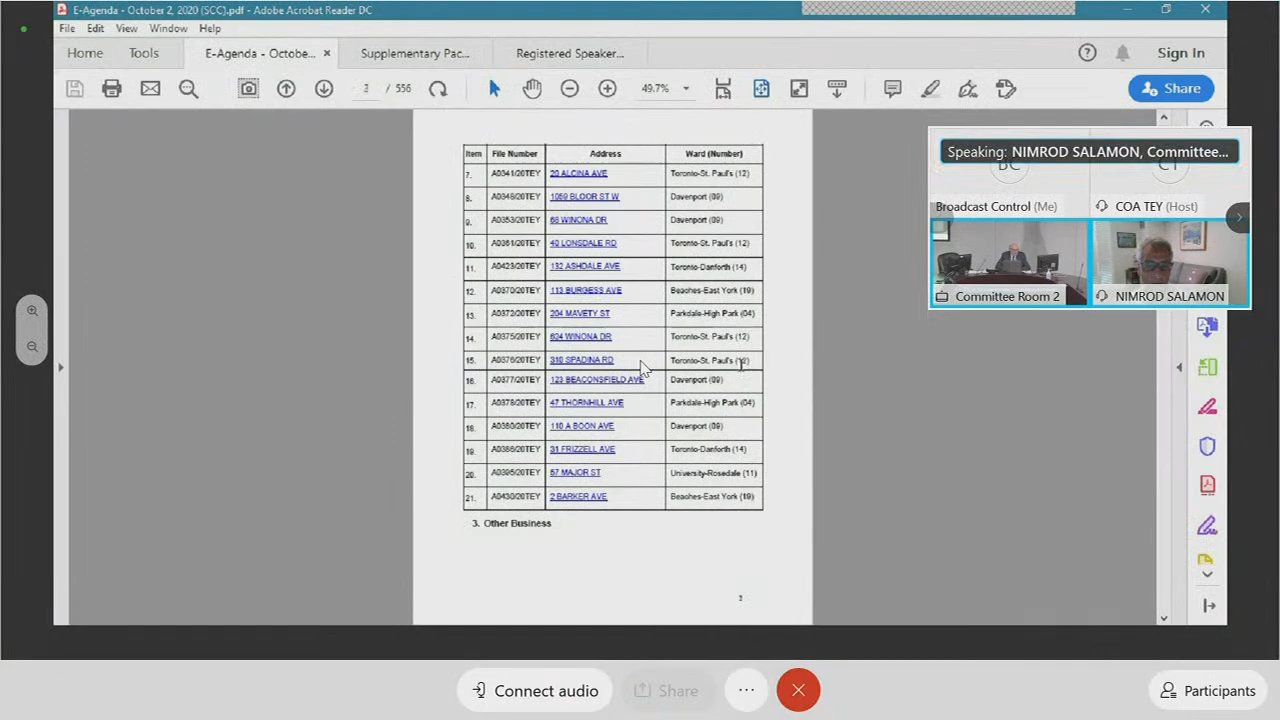 E-Agenda - October 2, 2020 (SCC).pdf - Adobe Acrobat Reader DC
File Edit View Window Help
Home Tools E-Agenda - Octobe... × Supplementary Pac... Registered Speaker... Sign In
2 / 556 49.7% Share
Item File Number Address Ward (Number)
7. A0341/20TEY 20 ALCINA AVE Toronto-St. Paul's (12)
8. A0348/20TEY 1059 BLOOR ST W Davenport (09)
9. A0353/20TEY 68 WINONA DR Davenport (09)
10. A0361/20TEY 40 LONSDALE RD Toronto-St. Paul's (12)
11. A0423/20TEY 132 ASHDALE AVE Toronto-Danforth (14)
12. A0370/20TEY 113 BURGESS AVE Beaches-East York (19)
13. A0372/20TEY 204 MAVETY ST Parkdale-High Park (04)
14. A0375/20TEY 624 WINONA DR Toronto-St. Paul's (12)
15. A0376/20TEY 310 SPADINA RD Toronto-St. Paul's (12)
16. A0377/20TEY 123 BEACONSFIELD AVE Davenport (09)
17. A0378/20TEY 47 THORNHILL AVE Parkdale-High Park (04)
18. A0380/20TEY 110 A BOON AVE Davenport (09)
19. A0386/20TEY 31 FRIZZELL AVE Toronto-Danforth (14)
20. A0395/20TEY 57 MAJOR ST University-Rosedale (11)
21. A0430/20TEY 2 BARKER AVE Beaches-East York (19)
3. Other Business
2
Speaking: NIMROD SALAMON, Committee...
BC CT
Broadcast Control (Me) COA TEY (Host)
Committee Room 2 NIMROD SALAMON
Connect audio Share Participants